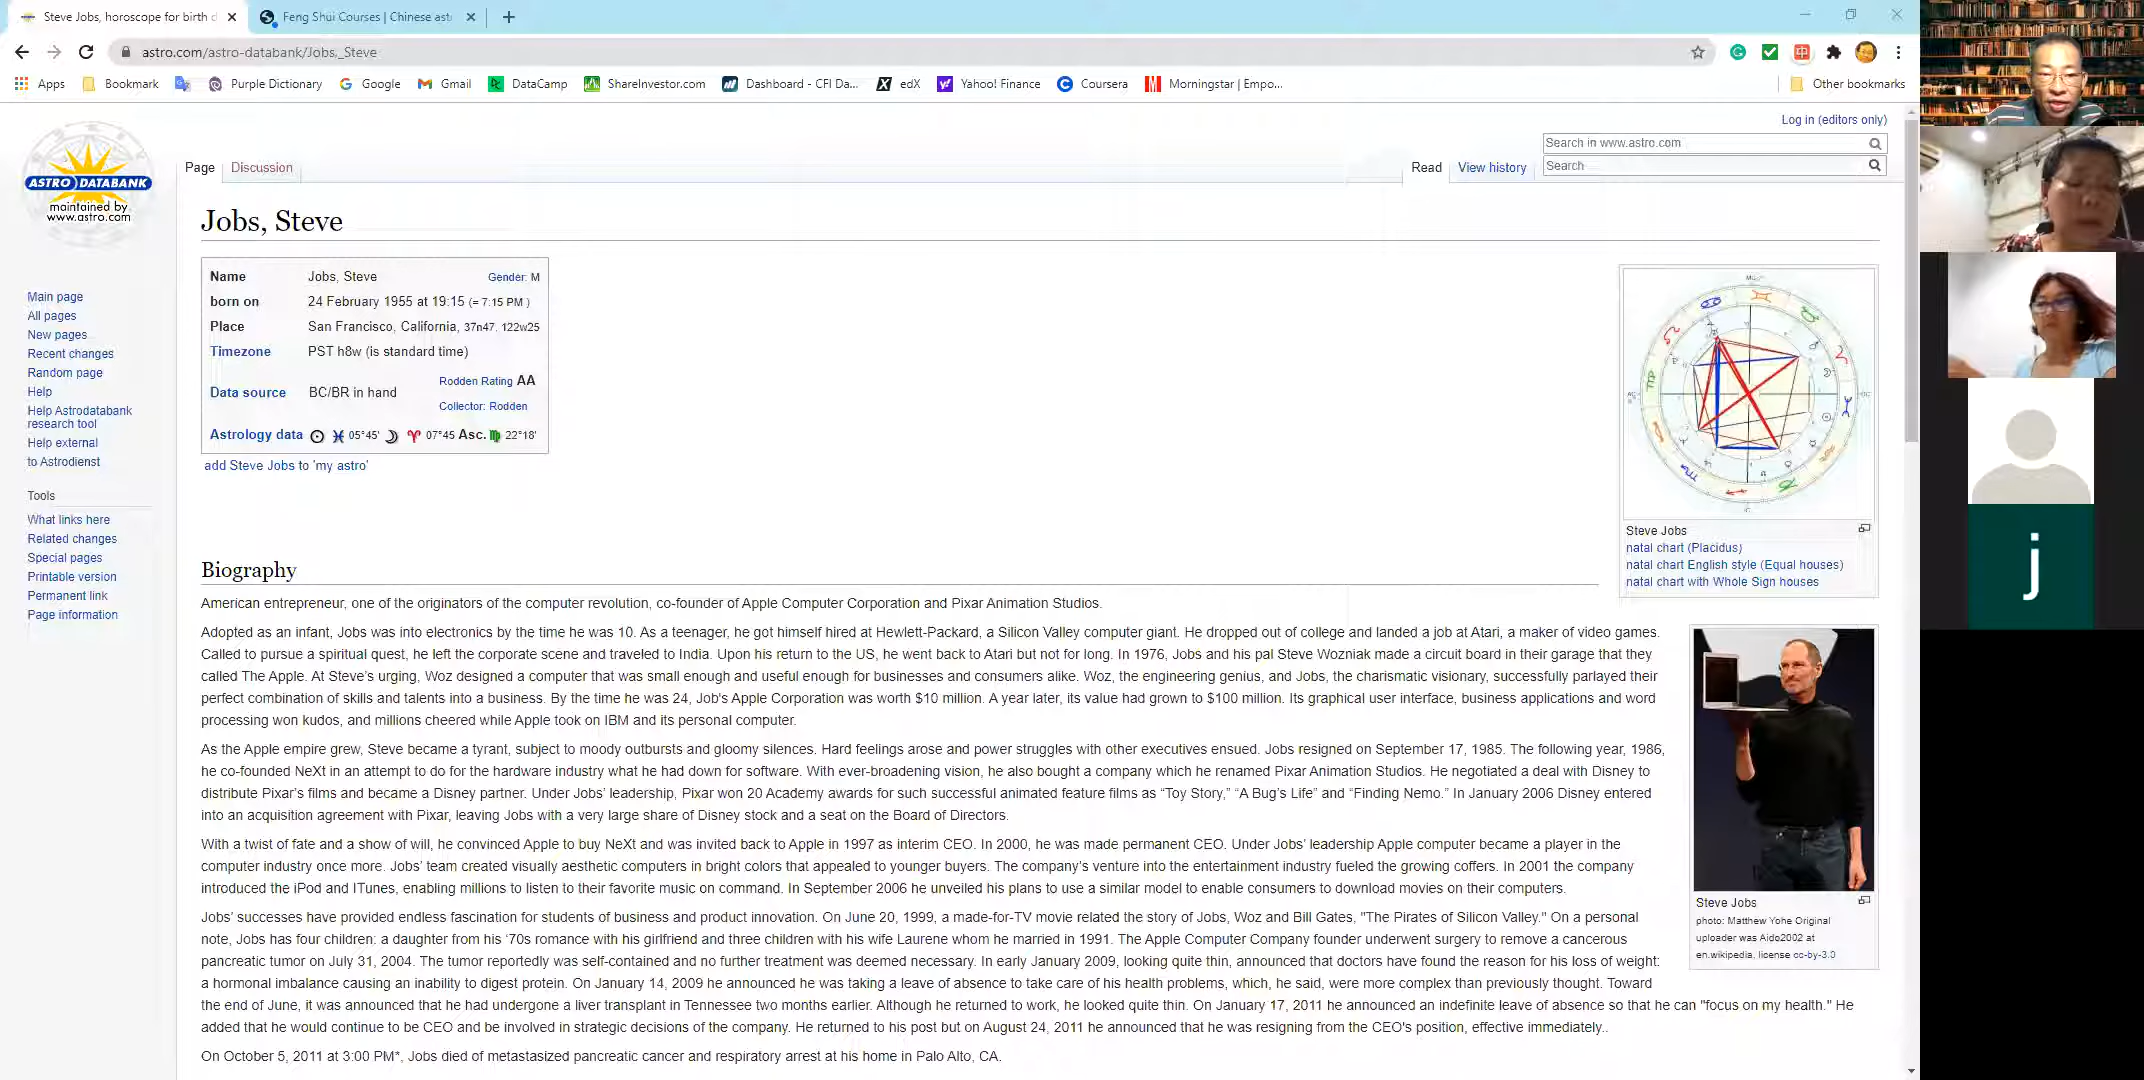 Steve Jobs, horoscope for birth d
Feng Shui Courses | Chinese ast
astro.com/astro-databank/Jobs,_Steve
Apps
Bookmark
Purple Dictionary
Google
Gmail
DataCamp
ShareInvestor.com
Dashboard - CFI Da...
edX
Yahoo! Finance
Coursera
Morningstar | Empo...
Other bookmarks
Log in (editors only)
Search in www.astro.com
Search
ASTRO DATABANK
maintained by
www.astro.com
Page
Discussion
Read
View history
Jobs, Steve
Name Jobs, Steve Gender: M
born on 24 February 1955 at 19:15 (= 7:15 PM )
Place San Francisco, California, 37n47, 122w25
Timezone PST h8w (is standard time)
Data source BC/BR in hand Rodden Rating AA
Collector: Rodden
Astrology data ☉ ♓ 05°45' ☽ ♈ 07°45 Asc. ♍ 22°18'
add Steve Jobs to 'my astro'
Main page
All pages
New pages
Recent changes
Random page
Help
Help Astrodatabank
research tool
Help external
to Astrodienst
Tools
What links here
Related changes
Special pages
Printable version
Permanent link
Page information
Steve Jobs
natal chart (Placidus)
natal chart English style (Equal houses)
natal chart with Whole Sign houses
Biography
American entrepreneur, one of the originators of the computer revolution, co-founder of Apple Computer Corporation and Pixar Animation Studios.
Adopted as an infant, Jobs was into electronics by the time he was 10. As a teenager, he got himself hired at Hewlett-Packard, a Silicon Valley computer giant. He dropped out of college and landed a job at Atari, a maker of video games.
Called to pursue a spiritual quest, he left the corporate scene and traveled to India. Upon his return to the US, he went back to Atari but not for long. In 1976, Jobs and his pal Steve Wozniak made a circuit board in their garage that they
called The Apple. At Steve's urging, Woz designed a computer that was small enough and useful enough for businesses and consumers alike. Woz, the engineering genius, and Jobs, the charismatic visionary, successfully parlayed their
perfect combination of skills and talents into a business. By the time he was 24, Job's Apple Corporation was worth $10 million. A year later, its value had grown to $100 million. Its graphical user interface, business applications and word
processing won kudos, and millions cheered while Apple took on IBM and its personal computer.
As the Apple empire grew, Steve became a tyrant, subject to moody outbursts and gloomy silences. Hard feelings arose and power struggles with other executives ensued. Jobs resigned on September 17, 1985. The following year, 1986,
he co-founded NeXt in an attempt to do for the hardware industry what he had down for software. With ever-broadening vision, he also bought a company which he renamed Pixar Animation Studios. He negotiated a deal with Disney to
distribute Pixar's films and became a Disney partner. Under Jobs' leadership, Pixar won 20 Academy awards for such successful animated feature films as "Toy Story," "A Bug's Life" and "Finding Nemo." In January 2006 Disney entered
into an acquisition agreement with Pixar, leaving Jobs with a very large share of Disney stock and a seat on the Board of Directors.
With a twist of fate and a show of will, he convinced Apple to buy NeXt and was invited back to Apple in 1997 as interim CEO. In 2000, he was made permanent CEO. Under Jobs' leadership Apple computer became a player in the
computer industry once more. Jobs' team created visually aesthetic computers in bright colors that appealed to younger buyers. The company's venture into the entertainment industry fueled the growing coffers. In 2001 the company
introduced the iPod and ITunes, enabling millions to listen to their favorite music on command. In September 2006 he unveiled his plans to use a similar model to enable consumers to download movies on their computers.
Jobs' successes have provided endless fascination for students of business and product innovation. On June 20, 1999, a made-for-TV movie related the story of Jobs, Woz and Bill Gates, "The Pirates of Silicon Valley." On a personal
note, Jobs has four children: a daughter from his '70s romance with his girlfriend and three children with his wife Laurene whom he married in 1991. The Apple Computer Company founder underwent surgery to remove a cancerous
pancreatic tumor on July 31, 2004. The tumor reportedly was self-contained and no further treatment was deemed necessary. In early January 2009, looking quite thin, announced that doctors have found the reason for his loss of weight:
a hormonal imbalance causing an inability to digest protein. On January 14, 2009 he announced he was taking a leave of absence to take care of his health problems, which, he said, were more complex than previously thought. Toward
the end of June, it was announced that he had undergone a liver transplant in Tennessee two months earlier. Although he returned to work, he looked quite thin. On January 17, 2011 he announced an indefinite leave of absence so that he can "focus on my health." He
added that he would continue to be CEO and be involved in strategic decisions of the company. He returned to his post but on August 24, 2011 he announced that he was resigning from the CEO's position, effective immediately..
On October 5, 2011 at 3:00 PM*, Jobs died of metastasized pancreatic cancer and respiratory arrest at his home in Palo Alto, CA.
Steve Jobs
photo: Matthew Yohe Original
uploader was Aido2002 at
en.wikipedia, license cc-by-3.0
j